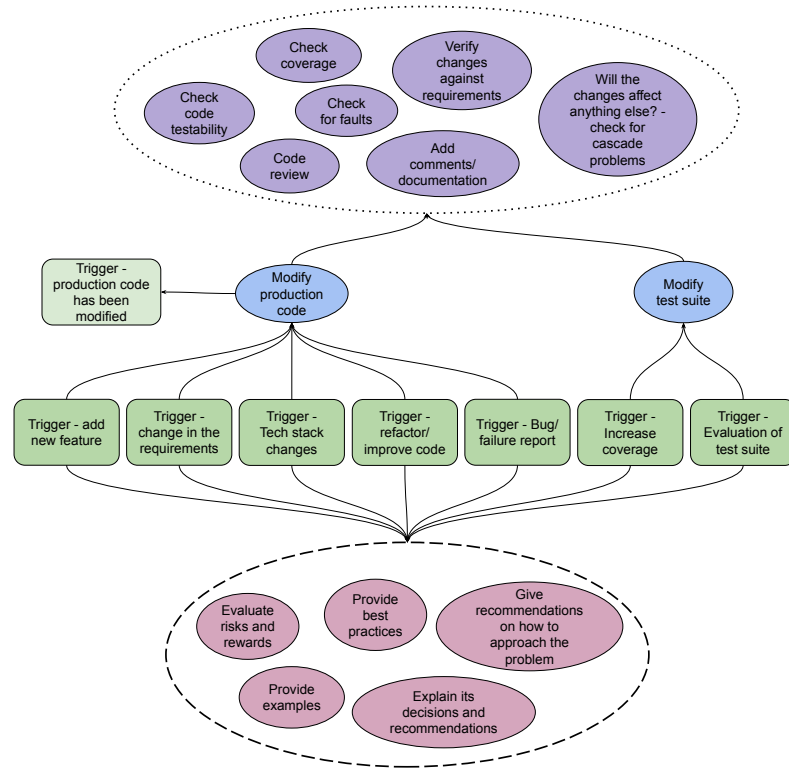 Check
coverage
Verify
changes
against
requirements
Will the
changes affect
anything else? -
check for
cascade
problems
Check
code
testability
Check
for faults
Code
review
Add
comments/
documentation
Trigger -
production code
has been
modified
Modify
production
code
Modify
test suite
Trigger - add
new feature
Trigger -
change in the
requirements
Trigger -
Tech stack
changes
Trigger -
refactor/
improve code
Trigger - Bug/
failure report
Trigger -
Increase
coverage
Trigger -
Evaluation of
test suite
Evaluate
risks and
rewards
Provide
best
practices
Give
recommendations
on how to
approach the
problem
Provide
examples
Explain its
decisions and
recommendations